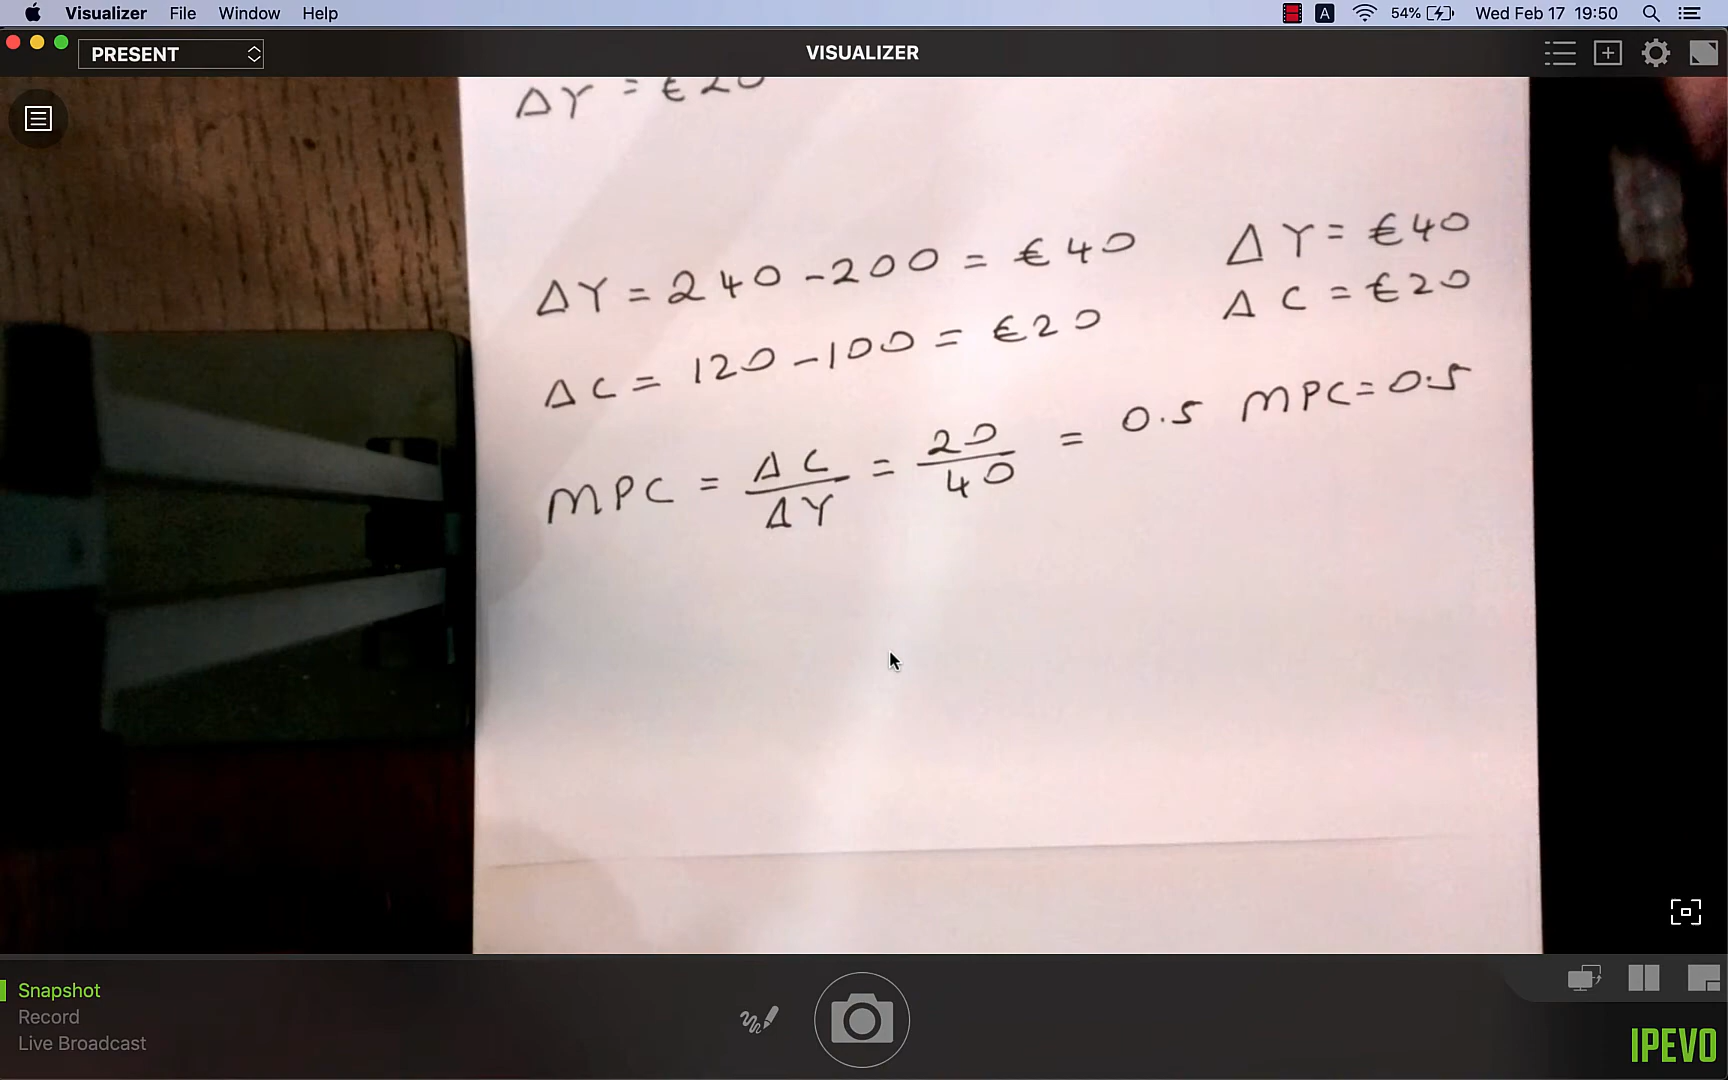 Visualizer File Window Help A 54% Wed Feb 17 19:50
PRESENT VISUALIZER
ΔY = €20
ΔY = 240 - 200 = €40 ΔY = €40
ΔC = 120 - 100 = €20 ΔC = €20
MPC = ΔC/ΔY = 20/40 = 0.5 MPC = 0.5
Snapshot
Record
Live Broadcast
IPEVO